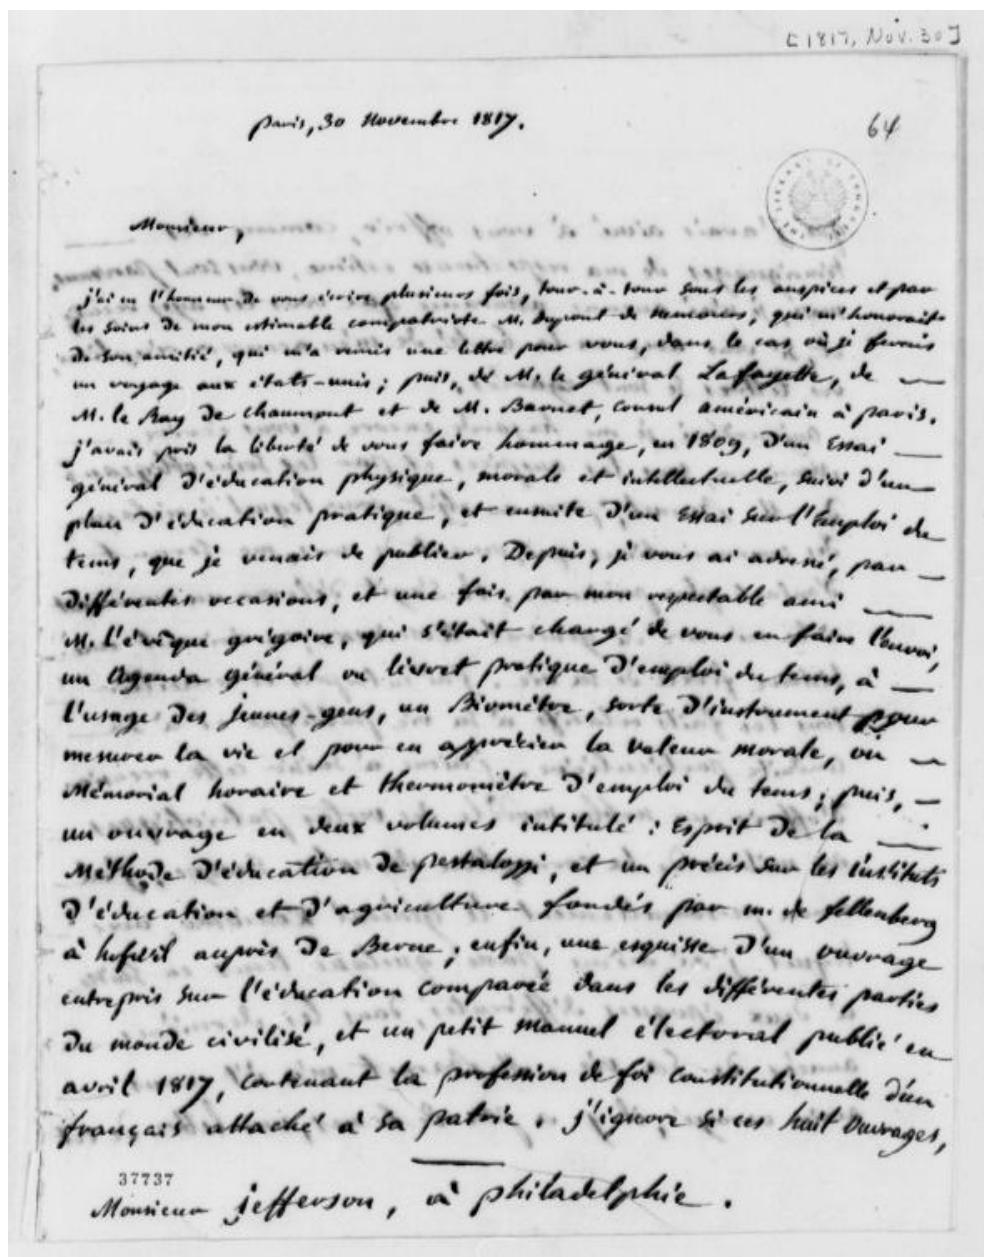 [1817, Nov. 30]
paris, 30 Novembre 1817.
64
Monsieur,
j'ai eu l'honneur de vous écrire plusieurs fois, tour-à-tour sous les auspices et par
les soins de mon estimable compatriote M. dupont de nemours, qui m'honorait
de son amitié, qui m'a remis une lettre pour vous, dans le cas où je ferais
un voyage aux états-unis; puis, de M. le général Lafayette, de
M. le Ray de chaumont et de M. Barnet, consul américain à paris.
j'avais pris la liberté de vous faire hommage, en 1809, d'un Essai
général d'éducation physique, morale et intellectuelle, suivi d'un
plan d'éducation pratique, et ensuite d'un Essai sur l'Emploi du
tems, que je venais de publier. Depuis, je vous ai adressé, par
différentes occasions, et une fois par mon respectable ami
M. l'évêque grégoire, qui s'était chargé de vous en faire l'envoi,
un Agenda général ou livret pratique d'emploi du tems, à
l'usage des jeunes-gens, un Biomètre, sorte d'instrument pour
mesurer la vie et pour en apprécier la valeur morale, ou
Mémorial horaire et thermomètre d'emploi du tems; puis,
un ouvrage en deux volumes intitulé: Esprit de la
Méthode d'éducation de pestalozzi, et un précis sur les instituts
d'éducation et d'agriculture fondés par m. de fellenberg
à hofwil auprès de Berne; enfin, une esquisse d'un ouvrage
entrepris sur l'éducation comparée dans les différentes parties
du monde civilisé, et un petit manuel électoral publié en
avril 1817, contenant la profession de foi constitutionnelle d'un
français attaché à sa patrie. j'ignore si ces huit ouvrages,
37737
Monsieur jefferson, à philadelphie.